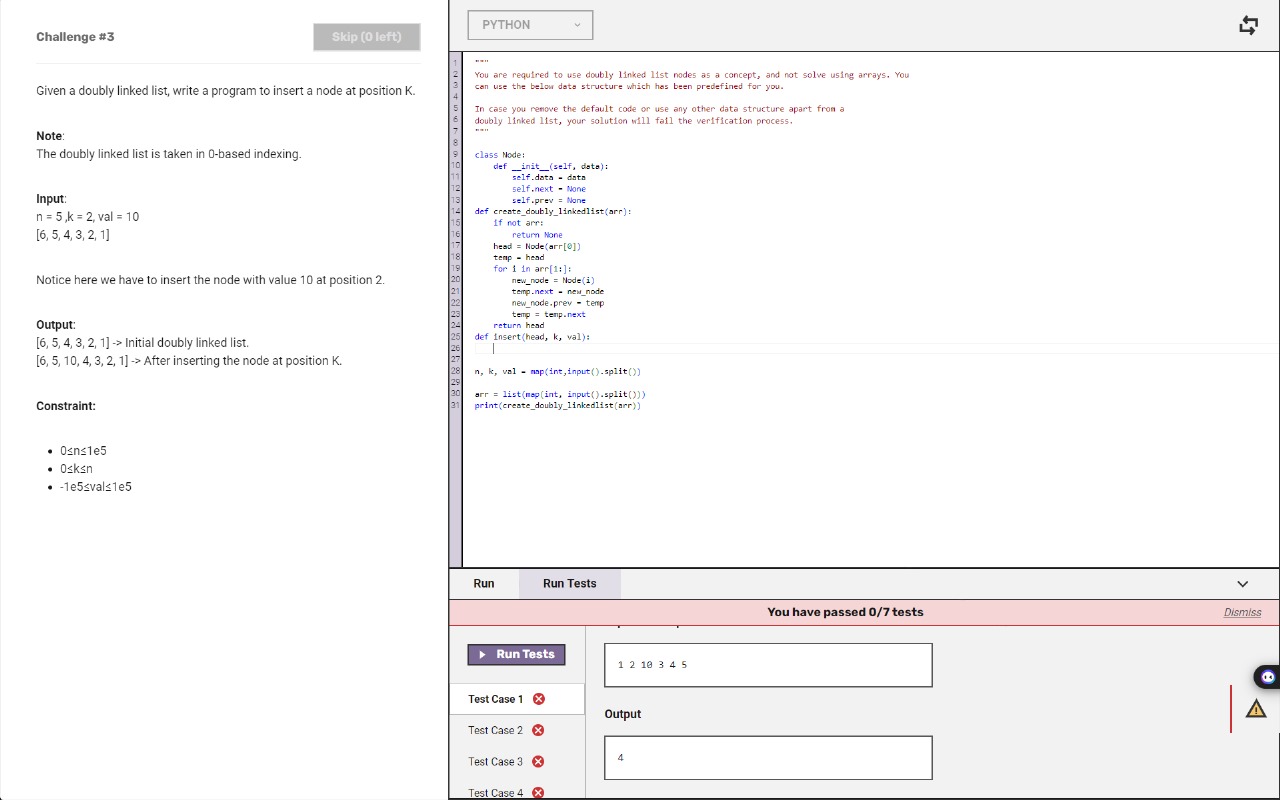 Challenge #3
Skip (0 left)
Given a doubly linked list, write a program to insert a node at position K.
Note:
The doubly linked list is taken in 0-based indexing.
Input:
n = 5 ,k = 2, val = 10
[6, 5, 4, 3, 2, 1]
Notice here we have to insert the node with value 10 at position 2.
Output:
[6, 5, 4, 3, 2, 1] -> Initial doubly linked list.
[6, 5, 10, 4, 3, 2, 1] -> After inserting the node at position K.
Constraint:
• 0≤n≤1e5
• 0≤k≤n
• -1e5≤val≤1e5
PYTHON
1 """
2 You are required to use doubly linked list nodes as a concept, and not solve using arrays. You
3 can use the below data structure which has been predefined for you.
4
5 In case you remove the default code or use any other data structure apart from a
6 doubly linked list, your solution will fail the verification process.
7 """
8
9 class Node:
10     def __init__(self, data):
11         self.data = data
12         self.next = None
13         self.prev = None
14 def create_doubly_linkedlist(arr):
15     if not arr:
16         return None
17     head = Node(arr[0])
18     temp = head
19     for i in arr[1:]:
20         new_node = Node(i)
21         temp.next = new_node
22         new_node.prev = temp
23         temp = temp.next
24     return head
25 def insert(head, k, val):
26
27
28 n, k, val = map(int,input().split())
29
30 arr = list(map(int, input().split()))
31 print(create_doubly_linkedlist(arr))
Run
Run Tests
You have passed 0/7 tests
Dismiss
Run Tests
Test Case 1
Test Case 2
Test Case 3
Test Case 4
1 2 10 3 4 5
Output
4